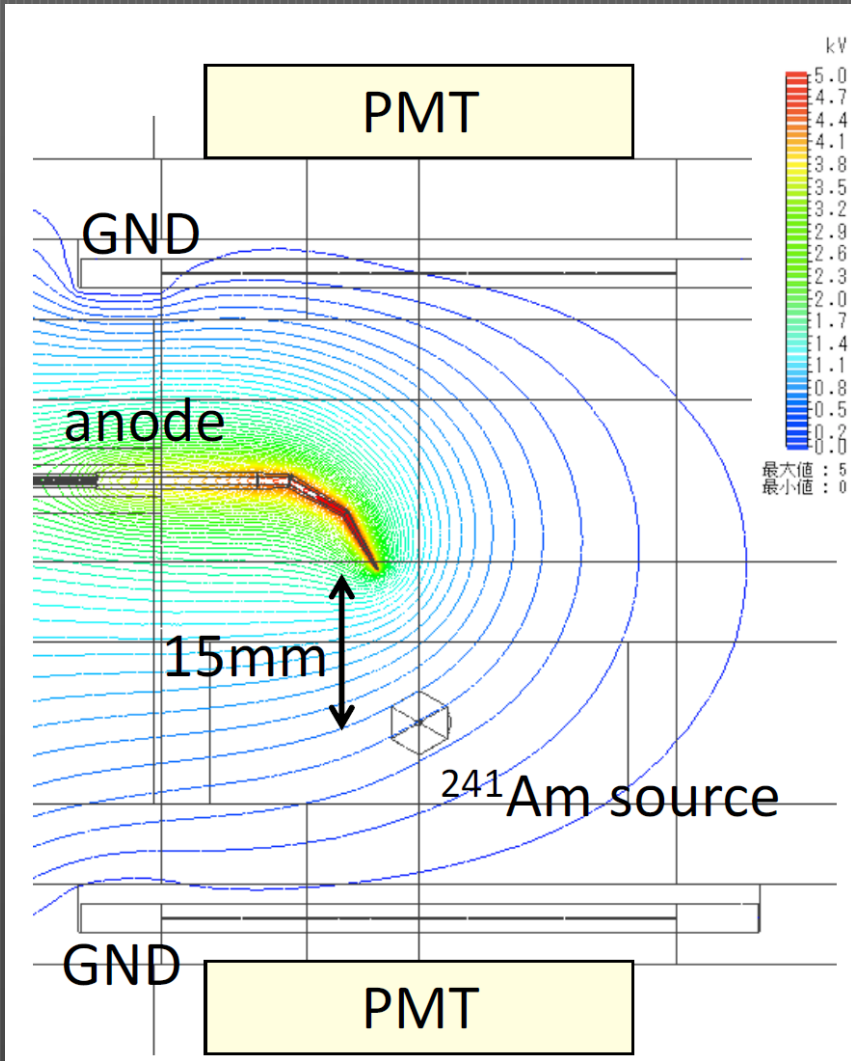 PMT
kV
5.0
4.7
4.4
4.1
3.8
3.5
3.2
2.9
2.6
2.3
2.0
1.7
1.4
1.1
0.8
0.5
0.2
0.0
最大値 : 5
最小値 : 0
GND
anode
15mm
241Am source
GND
PMT